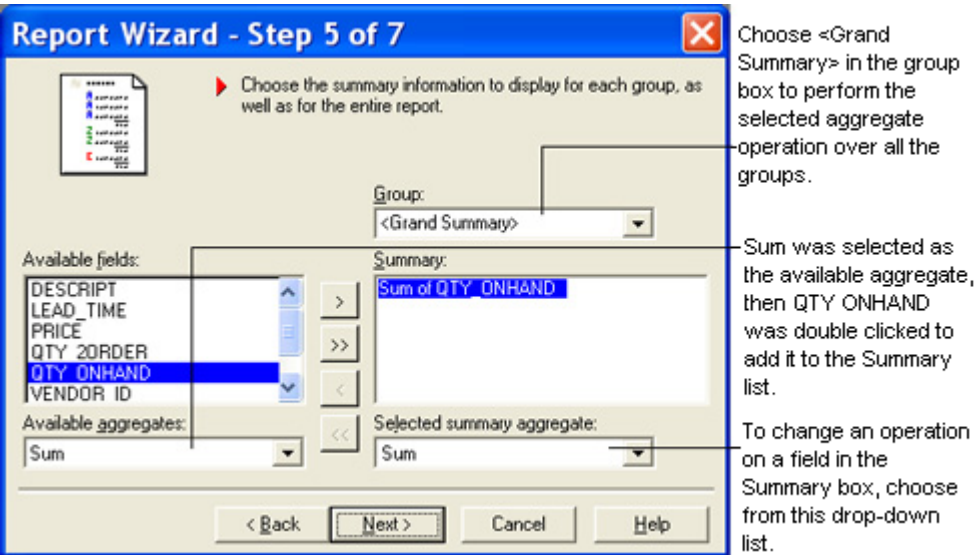 Report Wizard - Step 5 of 7
Choose the summary information to display for each group, as
well as for the entire report.
Group:
<Grand Summary>
Available fields:
DESCRIPT
LEAD_TIME
PRICE
QTY_2ORDER
QTY_ONHAND
VENDOR_ID
>
>>
<
<<
Summary:
Sum of QTY_ONHAND
Available aggregates:
Sum
Selected summary aggregate:
Sum
< Back
Next >
Cancel
Help
Choose <Grand
Summary> in the group
box to perform the
selected aggregate
operation over all the
groups.
Sum was selected as
the available aggregate,
then QTY ONHAND
was double clicked to
add it to the Summary
list.
To change an operation
on a field in the
Summary box, choose
from this drop-down
list.